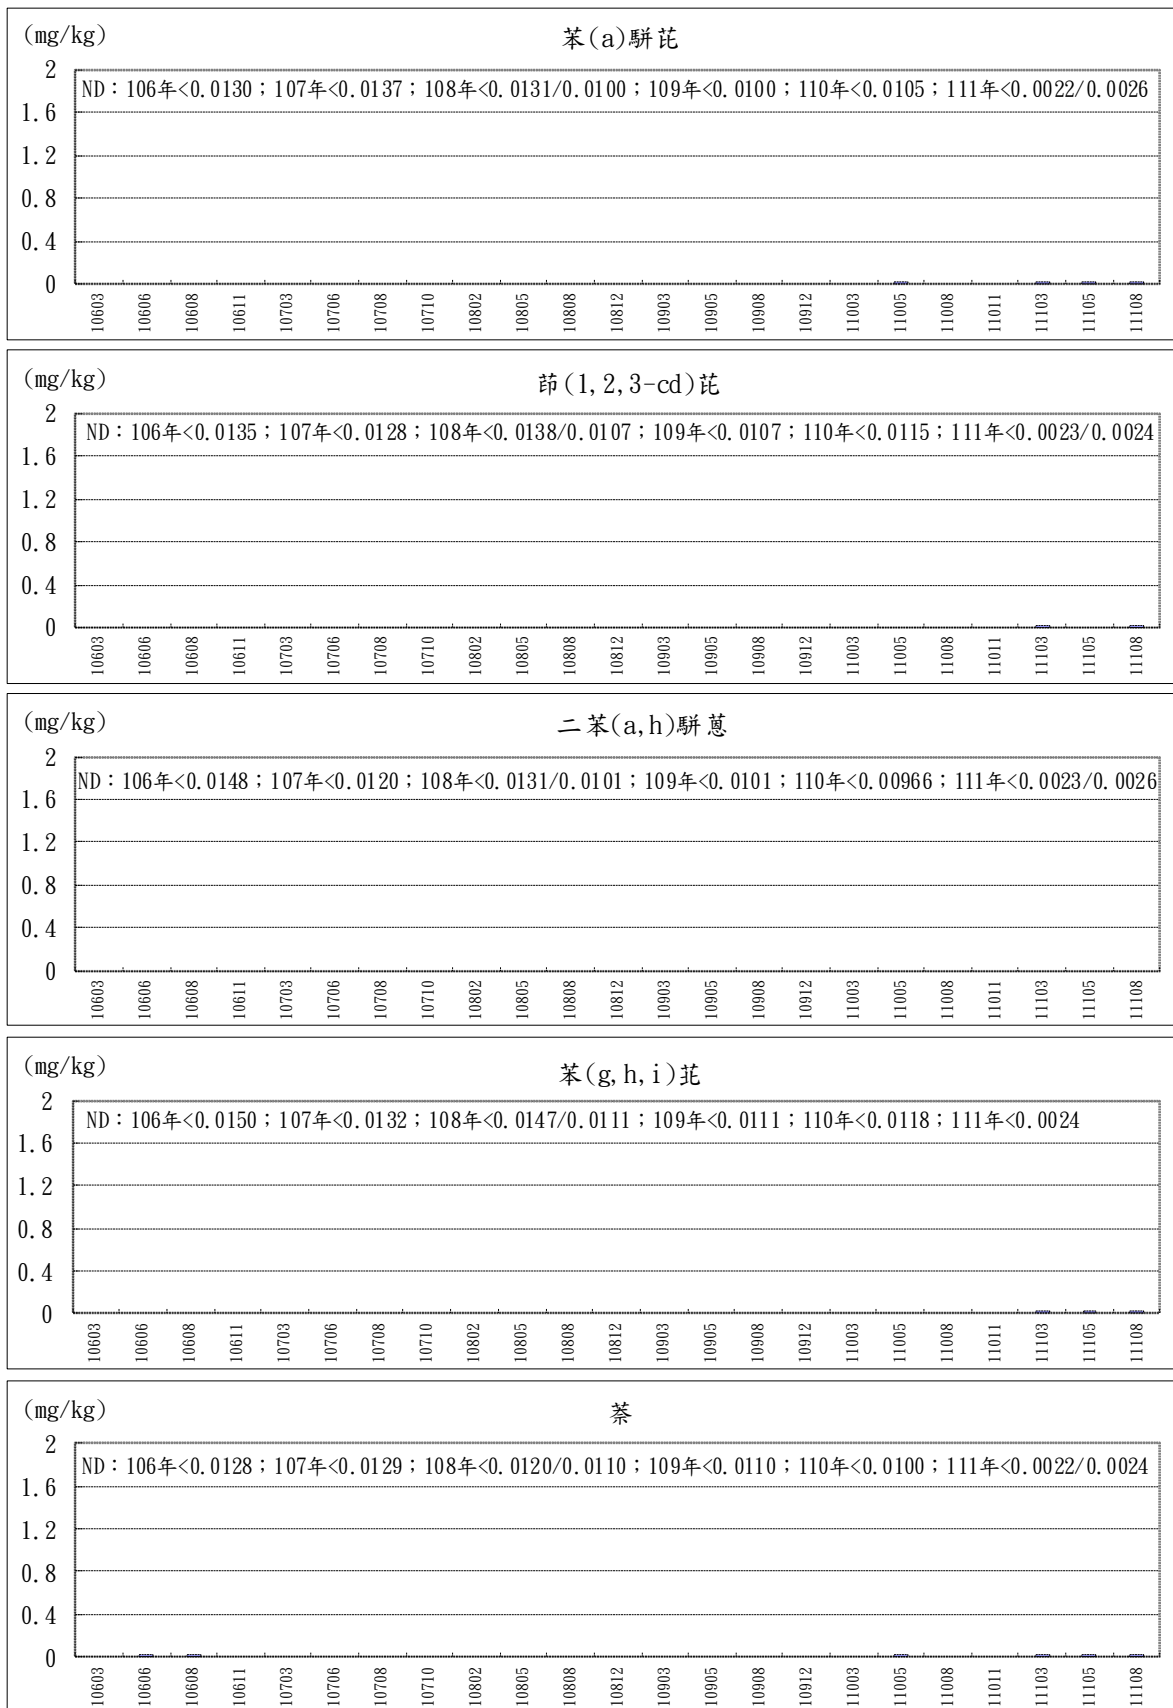 (mg/kg)
苯(a)駢芘
2
ND：106年<0.0130；107年<0.0137；108年<0.0131/0.0100；109年<0.0100；110年<0.0105；111年<0.0022/0.0026
1.6
1.2
0.8
0.4
0
10603 10606 10608 10611 10703 10706 10708 10710 10802 10805 10808 10812 10903 10905 10908 10912 11003 11005 11008 11011 11103 11105 11108
(mg/kg)
茚(1,2,3-cd)芘
2
ND：106年<0.0135；107年<0.0128；108年<0.0138/0.0107；109年<0.0107；110年<0.0115；111年<0.0023/0.0024
1.6
1.2
0.8
0.4
0
10603 10606 10608 10611 10703 10706 10708 10710 10802 10805 10808 10812 10903 10905 10908 10912 11003 11005 11008 11011 11103 11105 11108
(mg/kg)
二苯(a,h)駢蒽
2
ND：106年<0.0148；107年<0.0120；108年<0.0131/0.0101；109年<0.0101；110年<0.00966；111年<0.0023/0.0026
1.6
1.2
0.8
0.4
0
10603 10606 10608 10611 10703 10706 10708 10710 10802 10805 10808 10812 10903 10905 10908 10912 11003 11005 11008 11011 11103 11105 11108
(mg/kg)
苯(g,h,i)苝
2
ND：106年<0.0150；107年<0.0132；108年<0.0147/0.0111；109年<0.0111；110年<0.0118；111年<0.0024
1.6
1.2
0.8
0.4
0
10603 10606 10608 10611 10703 10706 10708 10710 10802 10805 10808 10812 10903 10905 10908 10912 11003 11005 11008 11011 11103 11105 11108
(mg/kg)
萘
2
ND：106年<0.0128；107年<0.0129；108年<0.0120/0.0110；109年<0.0110；110年<0.0100；111年<0.0022/0.0024
1.6
1.2
0.8
0.4
0
10603 10606 10608 10611 10703 10706 10708 10710 10802 10805 10808 10812 10903 10905 10908 10912 11003 11005 11008 11011 11103 11105 11108